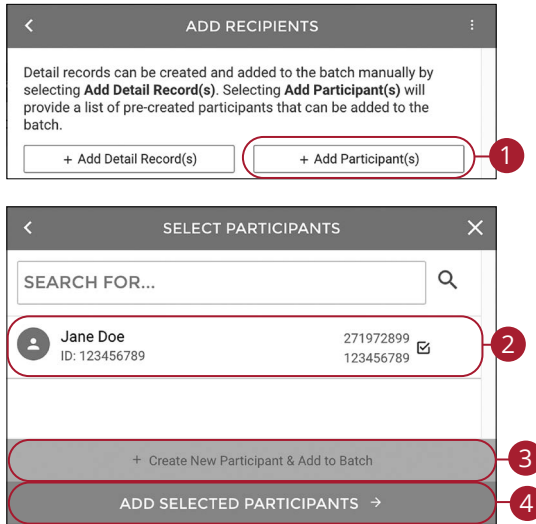 ADD RECIPIENTS
Detail records can be created and added to the batch manually by
selecting Add Detail Record(s). Selecting Add Participant(s) will
provide a list of pre-created participants that can be added to the
batch.
+ Add Detail Record(s)
+ Add Participant(s)
1
SELECT PARTICIPANTS
SEARCH FOR...
Jane Doe
ID: 123456789
271972899
123456789
2
+ Create New Participant & Add to Batch
3
ADD SELECTED PARTICIPANTS →
4